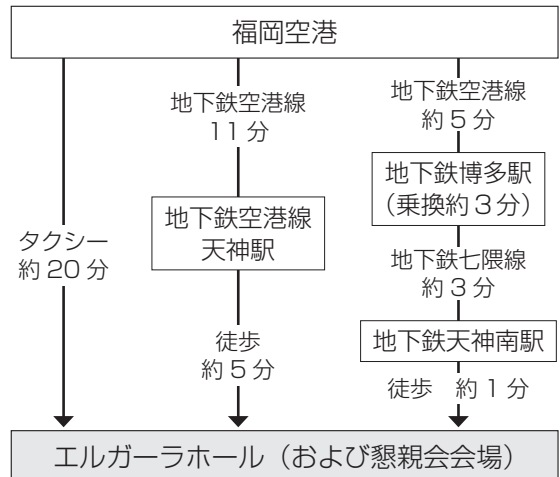 福岡空港
タクシー
約20分
地下鉄空港線
11分
地下鉄空港線
天神駅
徒歩
約5分
地下鉄空港線
約5分
地下鉄博多駅
（乗換約3分）
地下鉄七隈線
約3分
地下鉄天神南駅
徒歩　約1分
エルガーラホール（および懇親会会場）